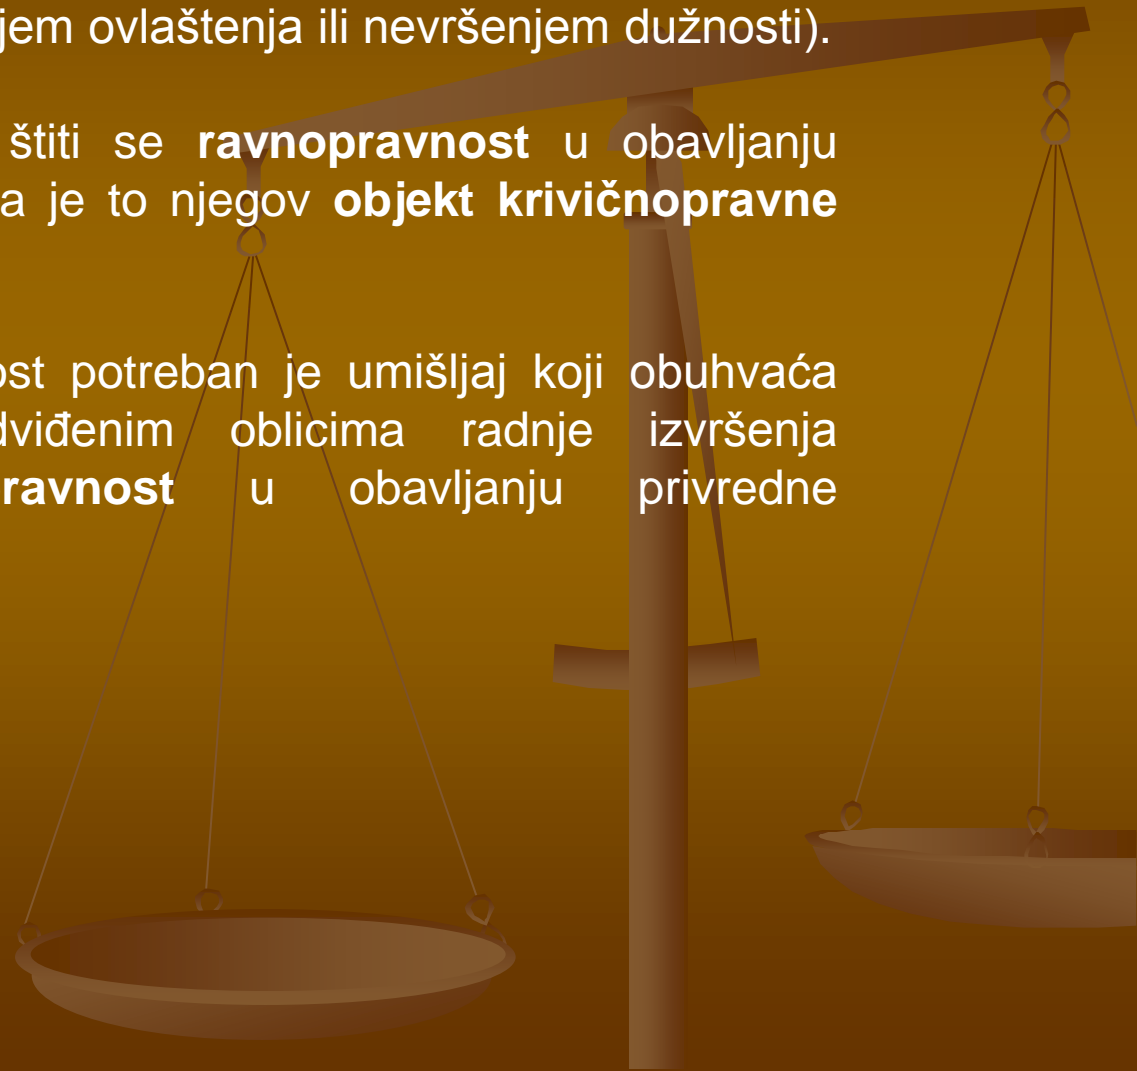 jem ovlaštenja ili nevršenjem dužnosti).
štiti se ravnopravnost u obavljanju
a je to njegov objekt krivičnopravne
ost potreban je umišljaj koji obuhvaća
dviđenim oblicima radnje izvršenja
ravnost u obavljanju privredne